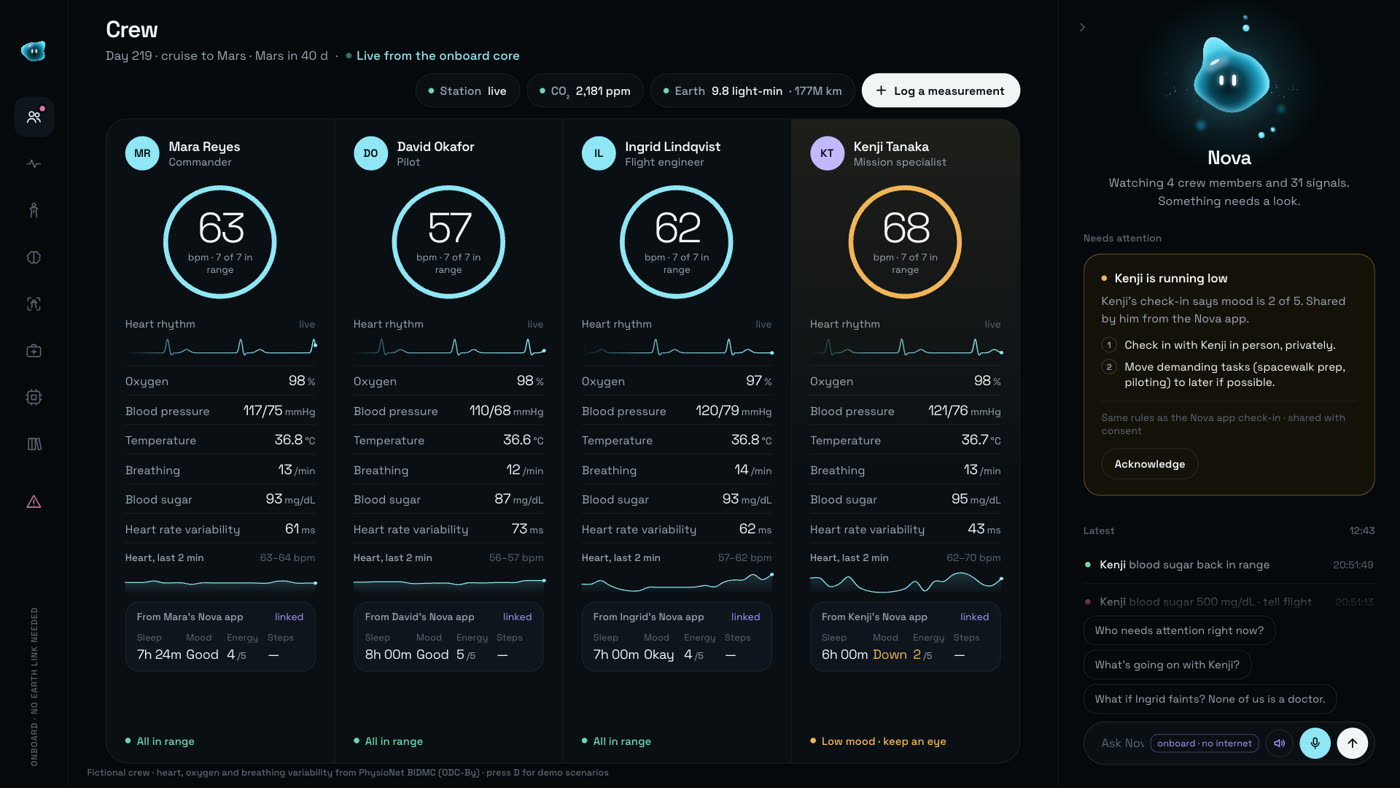 Crew
Day 219 · cruise to Mars · Mars in 40 d · Live from the onboard core
Station live
CO₂ 2,181 ppm
Earth 9.8 light-min · 177M km
+ Log a measurement
MR
Mara Reyes
Commander
63
bpm · 7 of 7 in
range
Heart rhythm live
Oxygen 98 %
Blood pressure 117/75 mmHg
Temperature 36.8 °C
Breathing 13 /min
Blood sugar 93 mg/dL
Heart rate variability 61 ms
Heart, last 2 min 63–64 bpm
From Mara's Nova app linked
Sleep Mood Energy Steps
7h 24m Good 4 /5 —
All in range
DO
David Okafor
Pilot
57
bpm · 7 of 7 in
range
Heart rhythm live
Oxygen 98 %
Blood pressure 110/68 mmHg
Temperature 36.6 °C
Breathing 12 /min
Blood sugar 87 mg/dL
Heart rate variability 73 ms
Heart, last 2 min 56–57 bpm
From David's Nova app linked
Sleep Mood Energy Steps
8h 00m Good 5 /5 —
All in range
IL
Ingrid Lindqvist
Flight engineer
62
bpm · 7 of 7 in
range
Heart rhythm live
Oxygen 97 %
Blood pressure 120/79 mmHg
Temperature 36.8 °C
Breathing 14 /min
Blood sugar 93 mg/dL
Heart rate variability 62 ms
Heart, last 2 min 57–62 bpm
From Ingrid's Nova app linked
Sleep Mood Energy Steps
7h 00m Okay 4 /5 —
All in range
KT
Kenji Tanaka
Mission specialist
68
bpm · 7 of 7 in
range
Heart rhythm live
Oxygen 98 %
Blood pressure 121/76 mmHg
Temperature 36.7 °C
Breathing 13 /min
Blood sugar 95 mg/dL
Heart rate variability 43 ms
Heart, last 2 min 62–70 bpm
From Kenji's Nova app linked
Sleep Mood Energy Steps
6h 00m Down 2 /5 —
Low mood · keep an eye
Fictional crew · heart, oxygen and breathing variability from PhysioNet BIDMC (ODC-By) · press D for demo scenarios
ONBOARD · NO EARTH LINK NEEDED
Nova
Watching 4 crew members and 31 signals.
Something needs a look.
Needs attention
Kenji is running low
Kenji's check-in says mood is 2 of 5. Shared
by him from the Nova app.
1 Check in with Kenji in person, privately.
2 Move demanding tasks (spacewalk prep,
piloting) to later if possible.
Same rules as the Nova app check-in · shared with
consent
Acknowledge
Latest 12:43
Kenji blood sugar back in range 20:51:49
Kenji blood sugar 500 mg/dL · tell flight 20:51:13
Who needs attention right now?
What's going on with Kenji?
What if Ingrid faints? None of us is a doctor.
Ask Nov
onboard · no internet